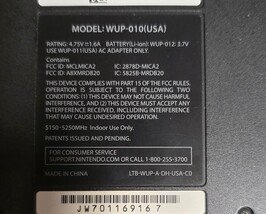 MODEL: WUP-010(USA)
RATING: 4.75V⎓1.6A BATTERY(Li-ion): WUP-012: 3.7V
USE WUP-011(USA) AC ADAPTER ONLY.
Contains:
FCC ID: MCLMICA2 IC: 2878D-MICA2
FCC ID: A8XMRDB20 IC: 5825B-MRDB20
THIS DEVICE COMPLIES WITH PART 15 OF THE FCC RULES.
OPERATION IS SUBJECT TO THE FOLLOWING TWO
CONDITIONS: (1) THIS DEVICE MAY NOT CAUSE HARMFUL
INTERFERENCE, AND (2) THIS DEVICE MUST ACCEPT ANY
INTERFERENCE RECEIVED, INCLUDING INTERFERENCE THAT
MAY CAUSE UNDESIRED OPERATION.
5150-5250MHz: Indoor Use Only.
PATENTS ISSUED AND PENDING.
FOR CONSUMER SERVICE:
SUPPORT.NINTENDO.COM OR CALL 1-800-255-3700
MADE IN CHINA LTB-WUP-A-DH-USA-C0
JW701169167